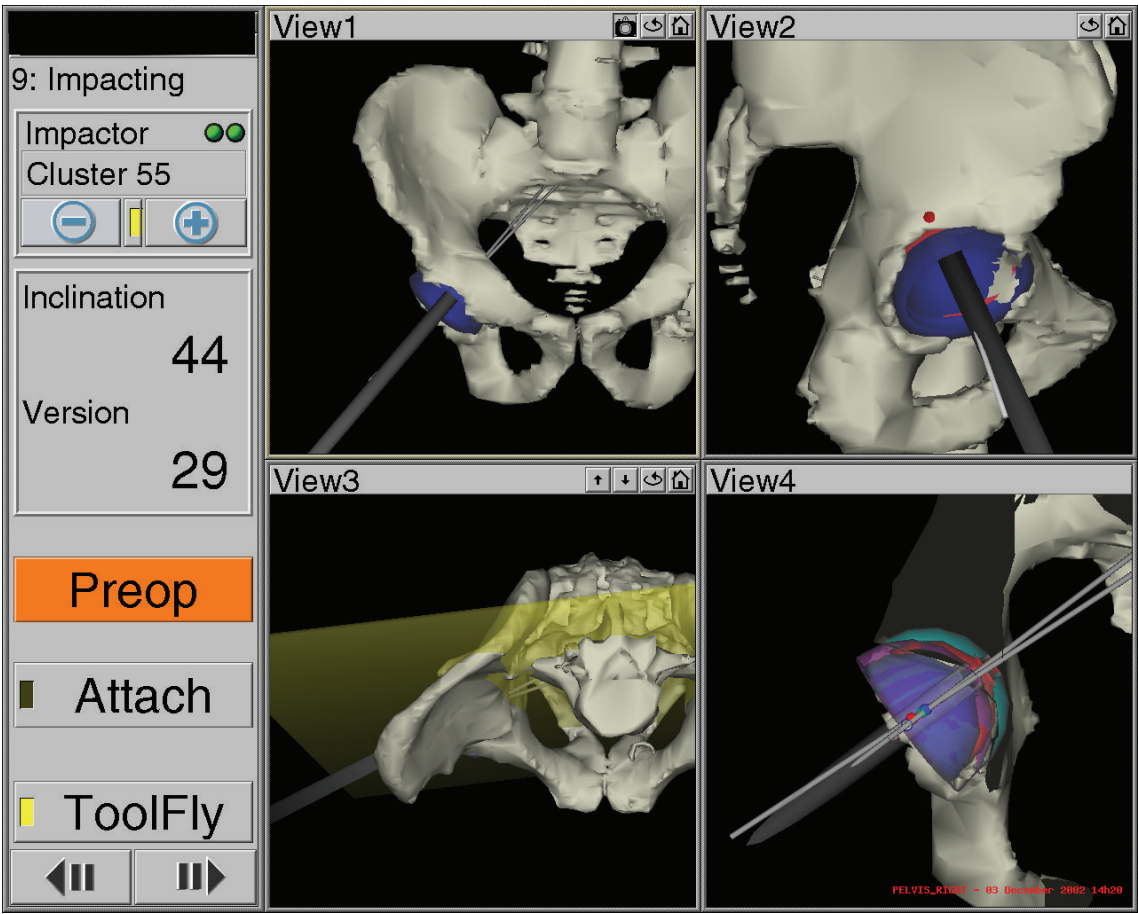 9: Impacting
Impactor
Cluster 55
Inclination
44
Version
29
Preop
Attach
ToolFly
View1
View2
View3
View4
PELVIS_RIGHT - 03 December 2002 14h20